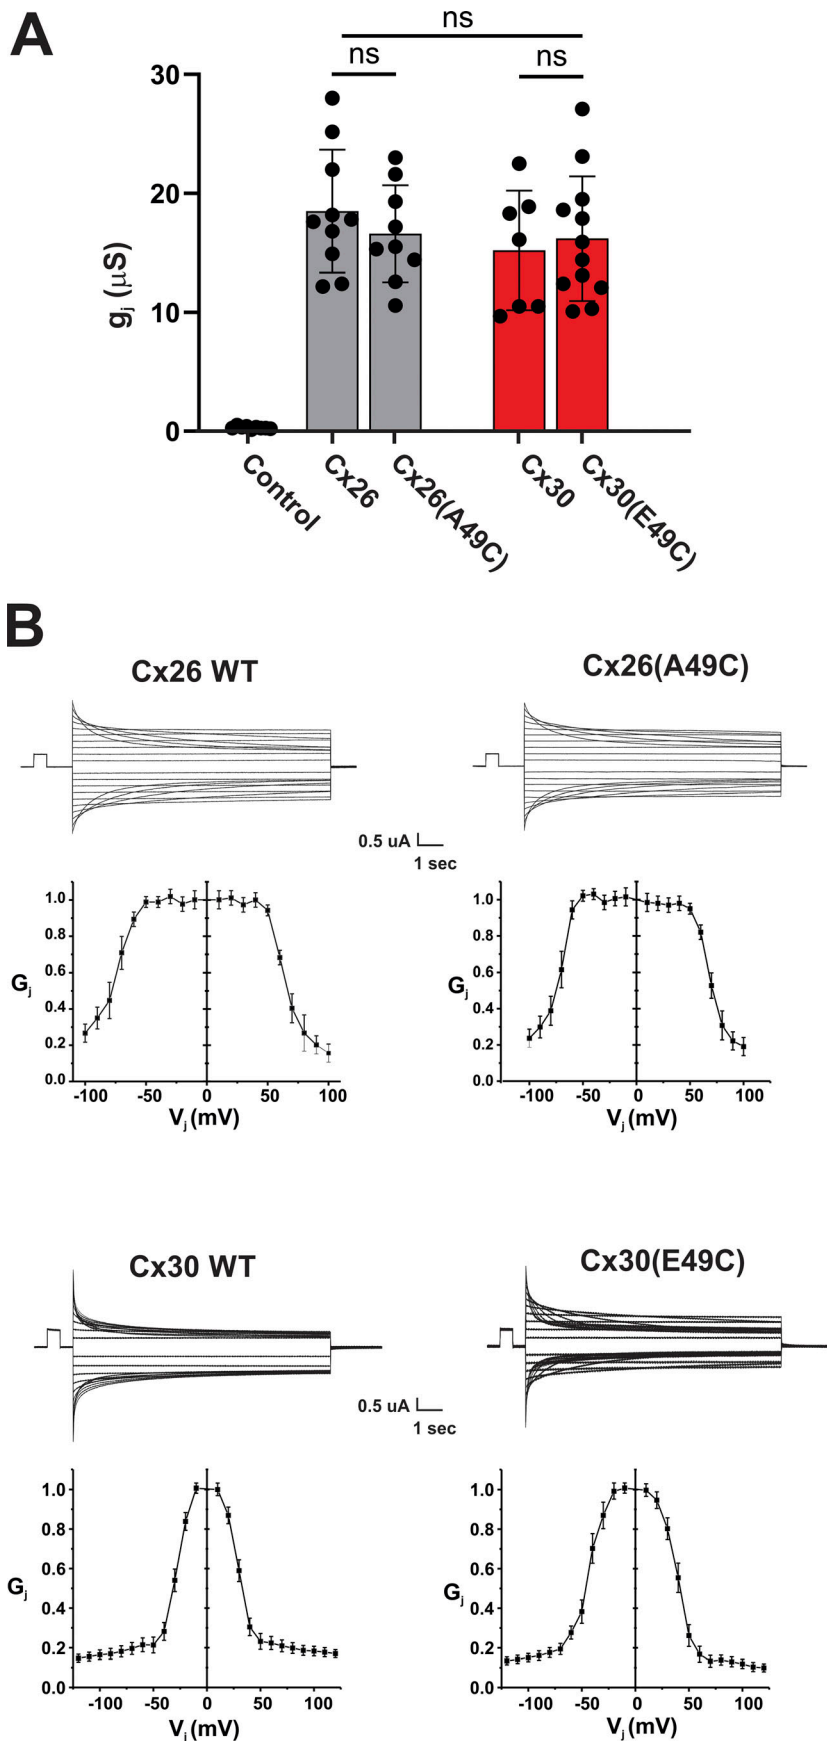 A
ns
ns
ns
30
20
10
0
gj (μS)
Control
Cx26
Cx26(A49C)
Cx30
Cx30(E49C)
B
Cx26 WT
Cx26(A49C)
0.5 uA
1 sec
1.0
0.8
0.6
0.4
0.2
0.0
Gj
-100 -50 0 50 100
Vj (mV)
1.0
0.8
0.6
0.4
0.2
0.0
Gj
-100 -50 0 50 100
Vj (mV)
Cx30 WT
Cx30(E49C)
0.5 uA
1 sec
1.0
0.8
0.6
0.4
0.2
0.0
Gj
-100 -50 0 50 100
Vj (mV)
1.0
0.8
0.6
0.4
0.2
0.0
Gj
-100 -50 0 50 100
Vj (mV)